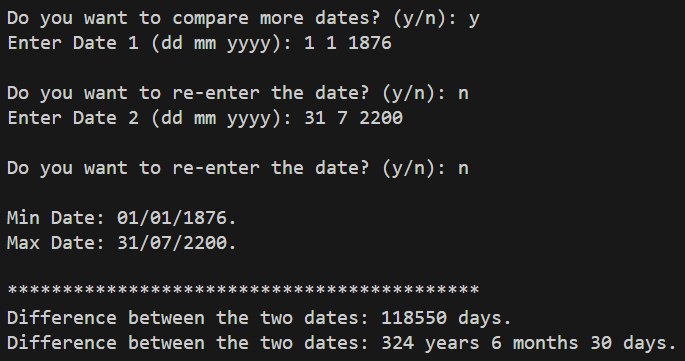 Do you want to compare more dates? (y/n): y
Enter Date 1 (dd mm yyyy): 1 1 1876
Do you want to re-enter the date? (y/n): n
Enter Date 2 (dd mm yyyy): 31 7 2200
Do you want to re-enter the date? (y/n): n
Min Date: 01/01/1876.
Max Date: 31/07/2200.
*******************************************
Difference between the two dates: 118550 days.
Difference between the two dates: 324 years 6 months 30 days.